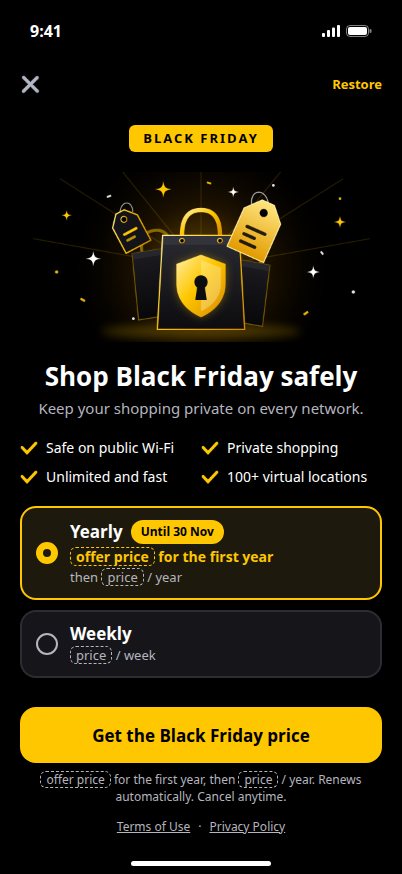 9:41
Restore
BLACK FRIDAY
Shop Black Friday safely
Keep your shopping private on every network.
Safe on public Wi-Fi
Private shopping
Unlimited and fast
100+ virtual locations
Yearly Until 30 Nov
offer price for the first year
then price / year
Weekly
price / week
Get the Black Friday price
offer price for the first year, then price / year. Renews
automatically. Cancel anytime.
Terms of Use · Privacy Policy